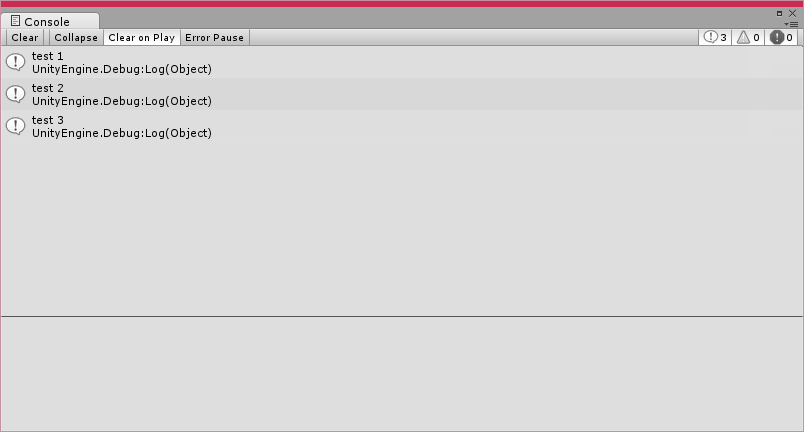 Console
Clear Collapse Clear on Play Error Pause 3 0 0
test 1
UnityEngine.Debug:Log(Object)
test 2
UnityEngine.Debug:Log(Object)
test 3
UnityEngine.Debug:Log(Object)